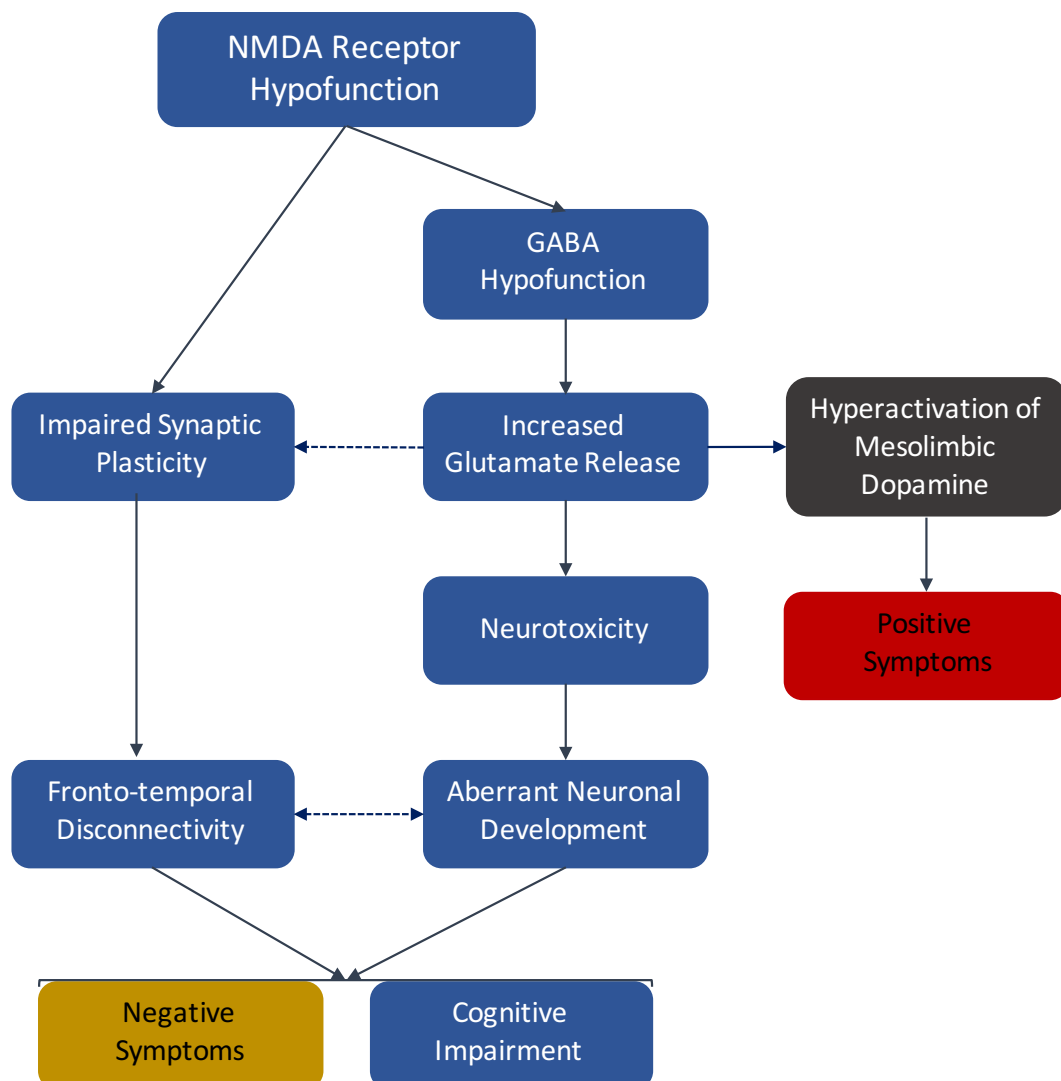 NMDA Receptor
Hypofunction
GABA
Hypofunction
Impaired Synaptic
Plasticity
Increased
Glutamate Release
Hyperactivation of
Mesolimbic
Dopamine
Neurotoxicity
Positive
Symptoms
Fronto-temporal
Disconnectivity
Aberrant Neuronal
Development
Negative
Symptoms
Cognitive
Impairment